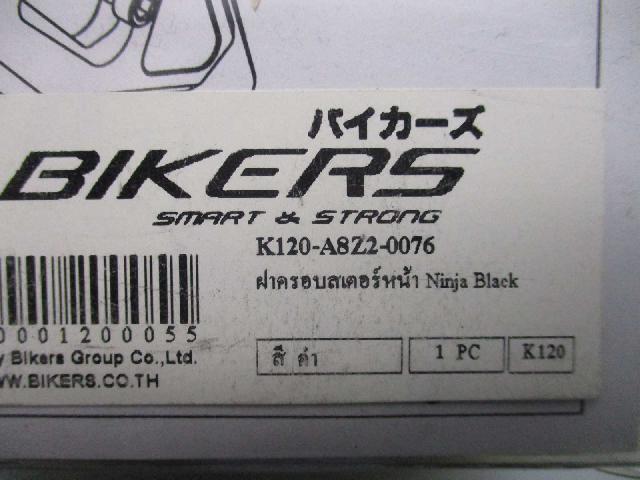 バイカーズ
BIKERS
SMART & STRONG
K120-A8Z2-0076
ฝาครอบสเตอร์หน้า Ninja Black
0001200055
y Bikers Group Co.,Ltd.
WW.BIKERS.CO.TH
สี ดำ
1 PC
K120